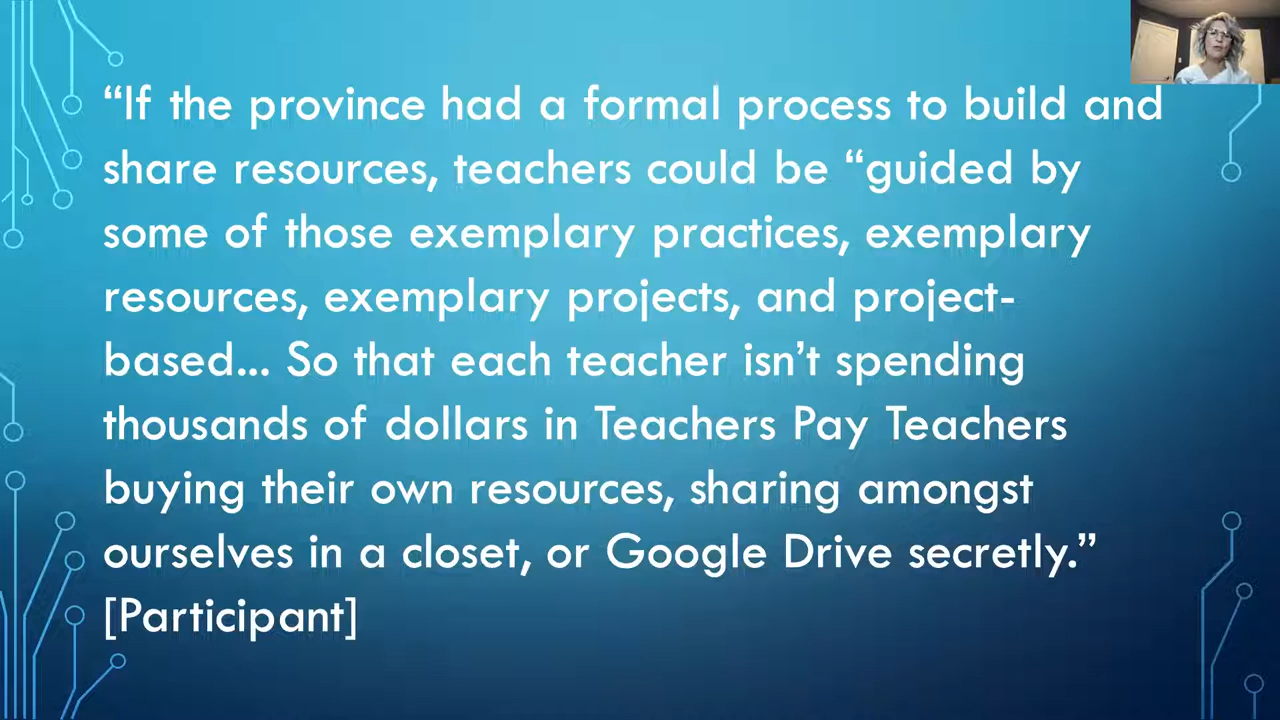 “If the province had a formal process to build and
share resources, teachers could be “guided by
some of those exemplary practices, exemplary
resources, exemplary projects, and project-
based... So that each teacher isn’t spending
thousands of dollars in Teachers Pay Teachers
buying their own resources, sharing amongst
ourselves in a closet, or Google Drive secretly.”
[Participant]